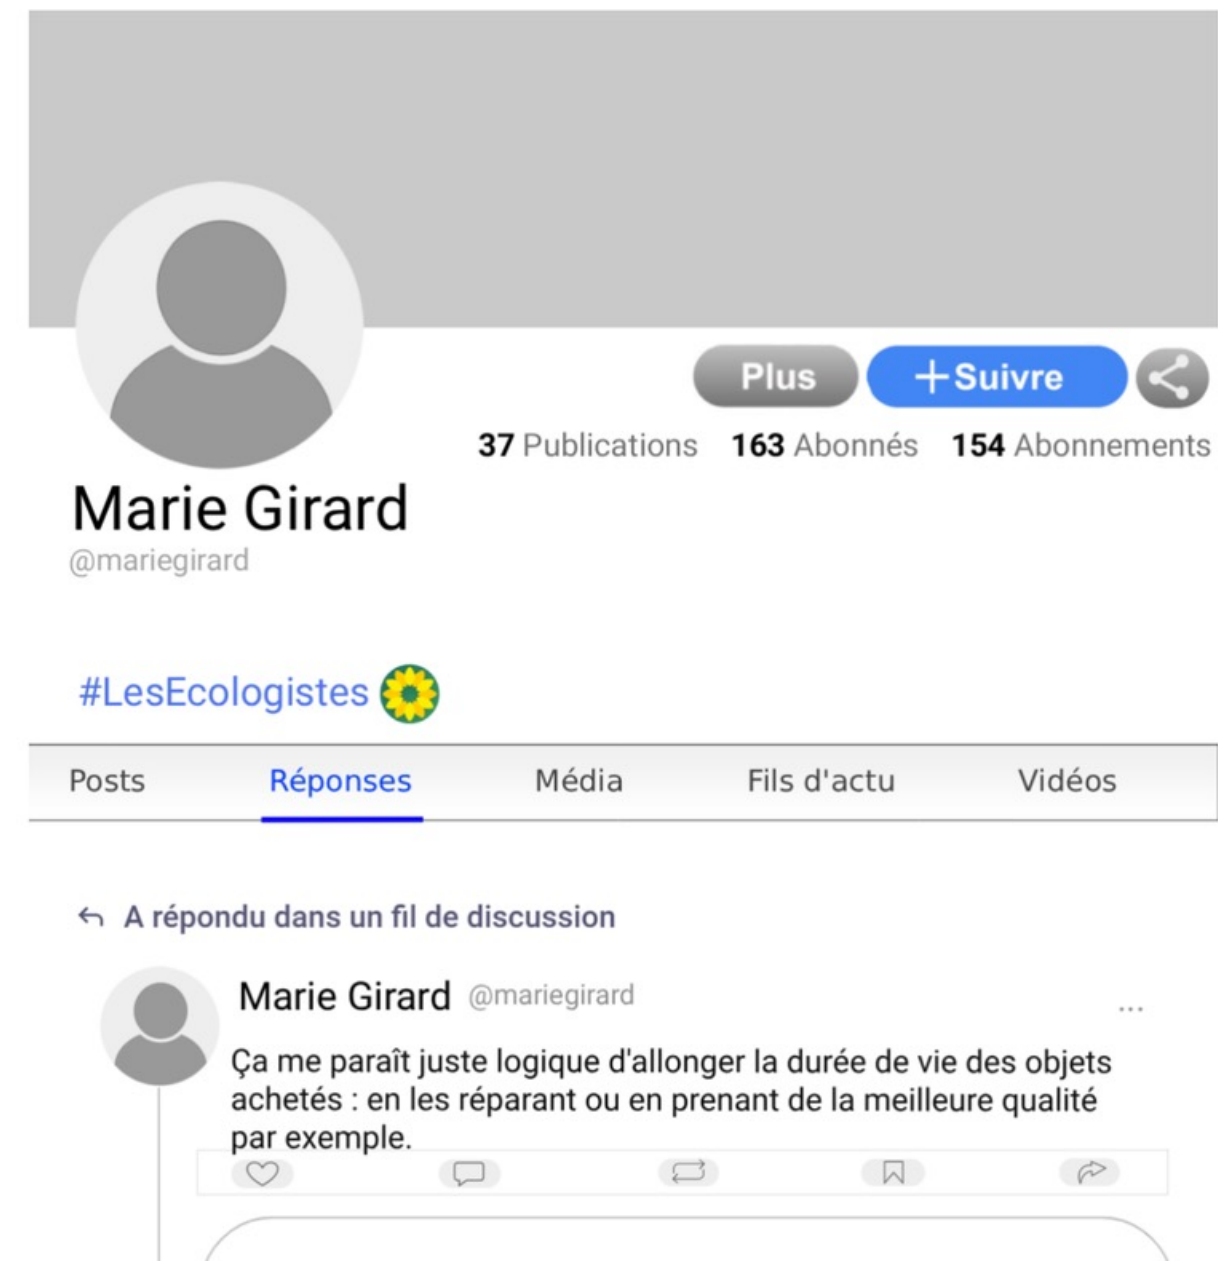 Plus +Suivre
37 Publications 163 Abonnés 154 Abonnements
Marie Girard
@mariegirard
#LesEcologistes
Posts Réponses Média Fils d'actu Vidéos
A répondu dans un fil de discussion
Marie Girard @mariegirard ...
Ça me paraît juste logique d'allonger la durée de vie des objets
achetés : en les réparant ou en prenant de la meilleure qualité
par exemple.